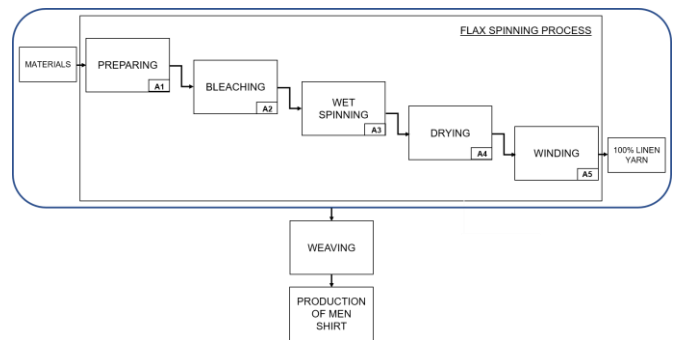 FLAX SPINNING PROCESS
MATERIALS
PREPARING
A1
BLEACHING
A2
WET
SPINNING
A3
DRYING
A4
WINDING
A5
100% LINEN
YARN
WEAVING
PRODUCTION
OF MEN
SHIRT